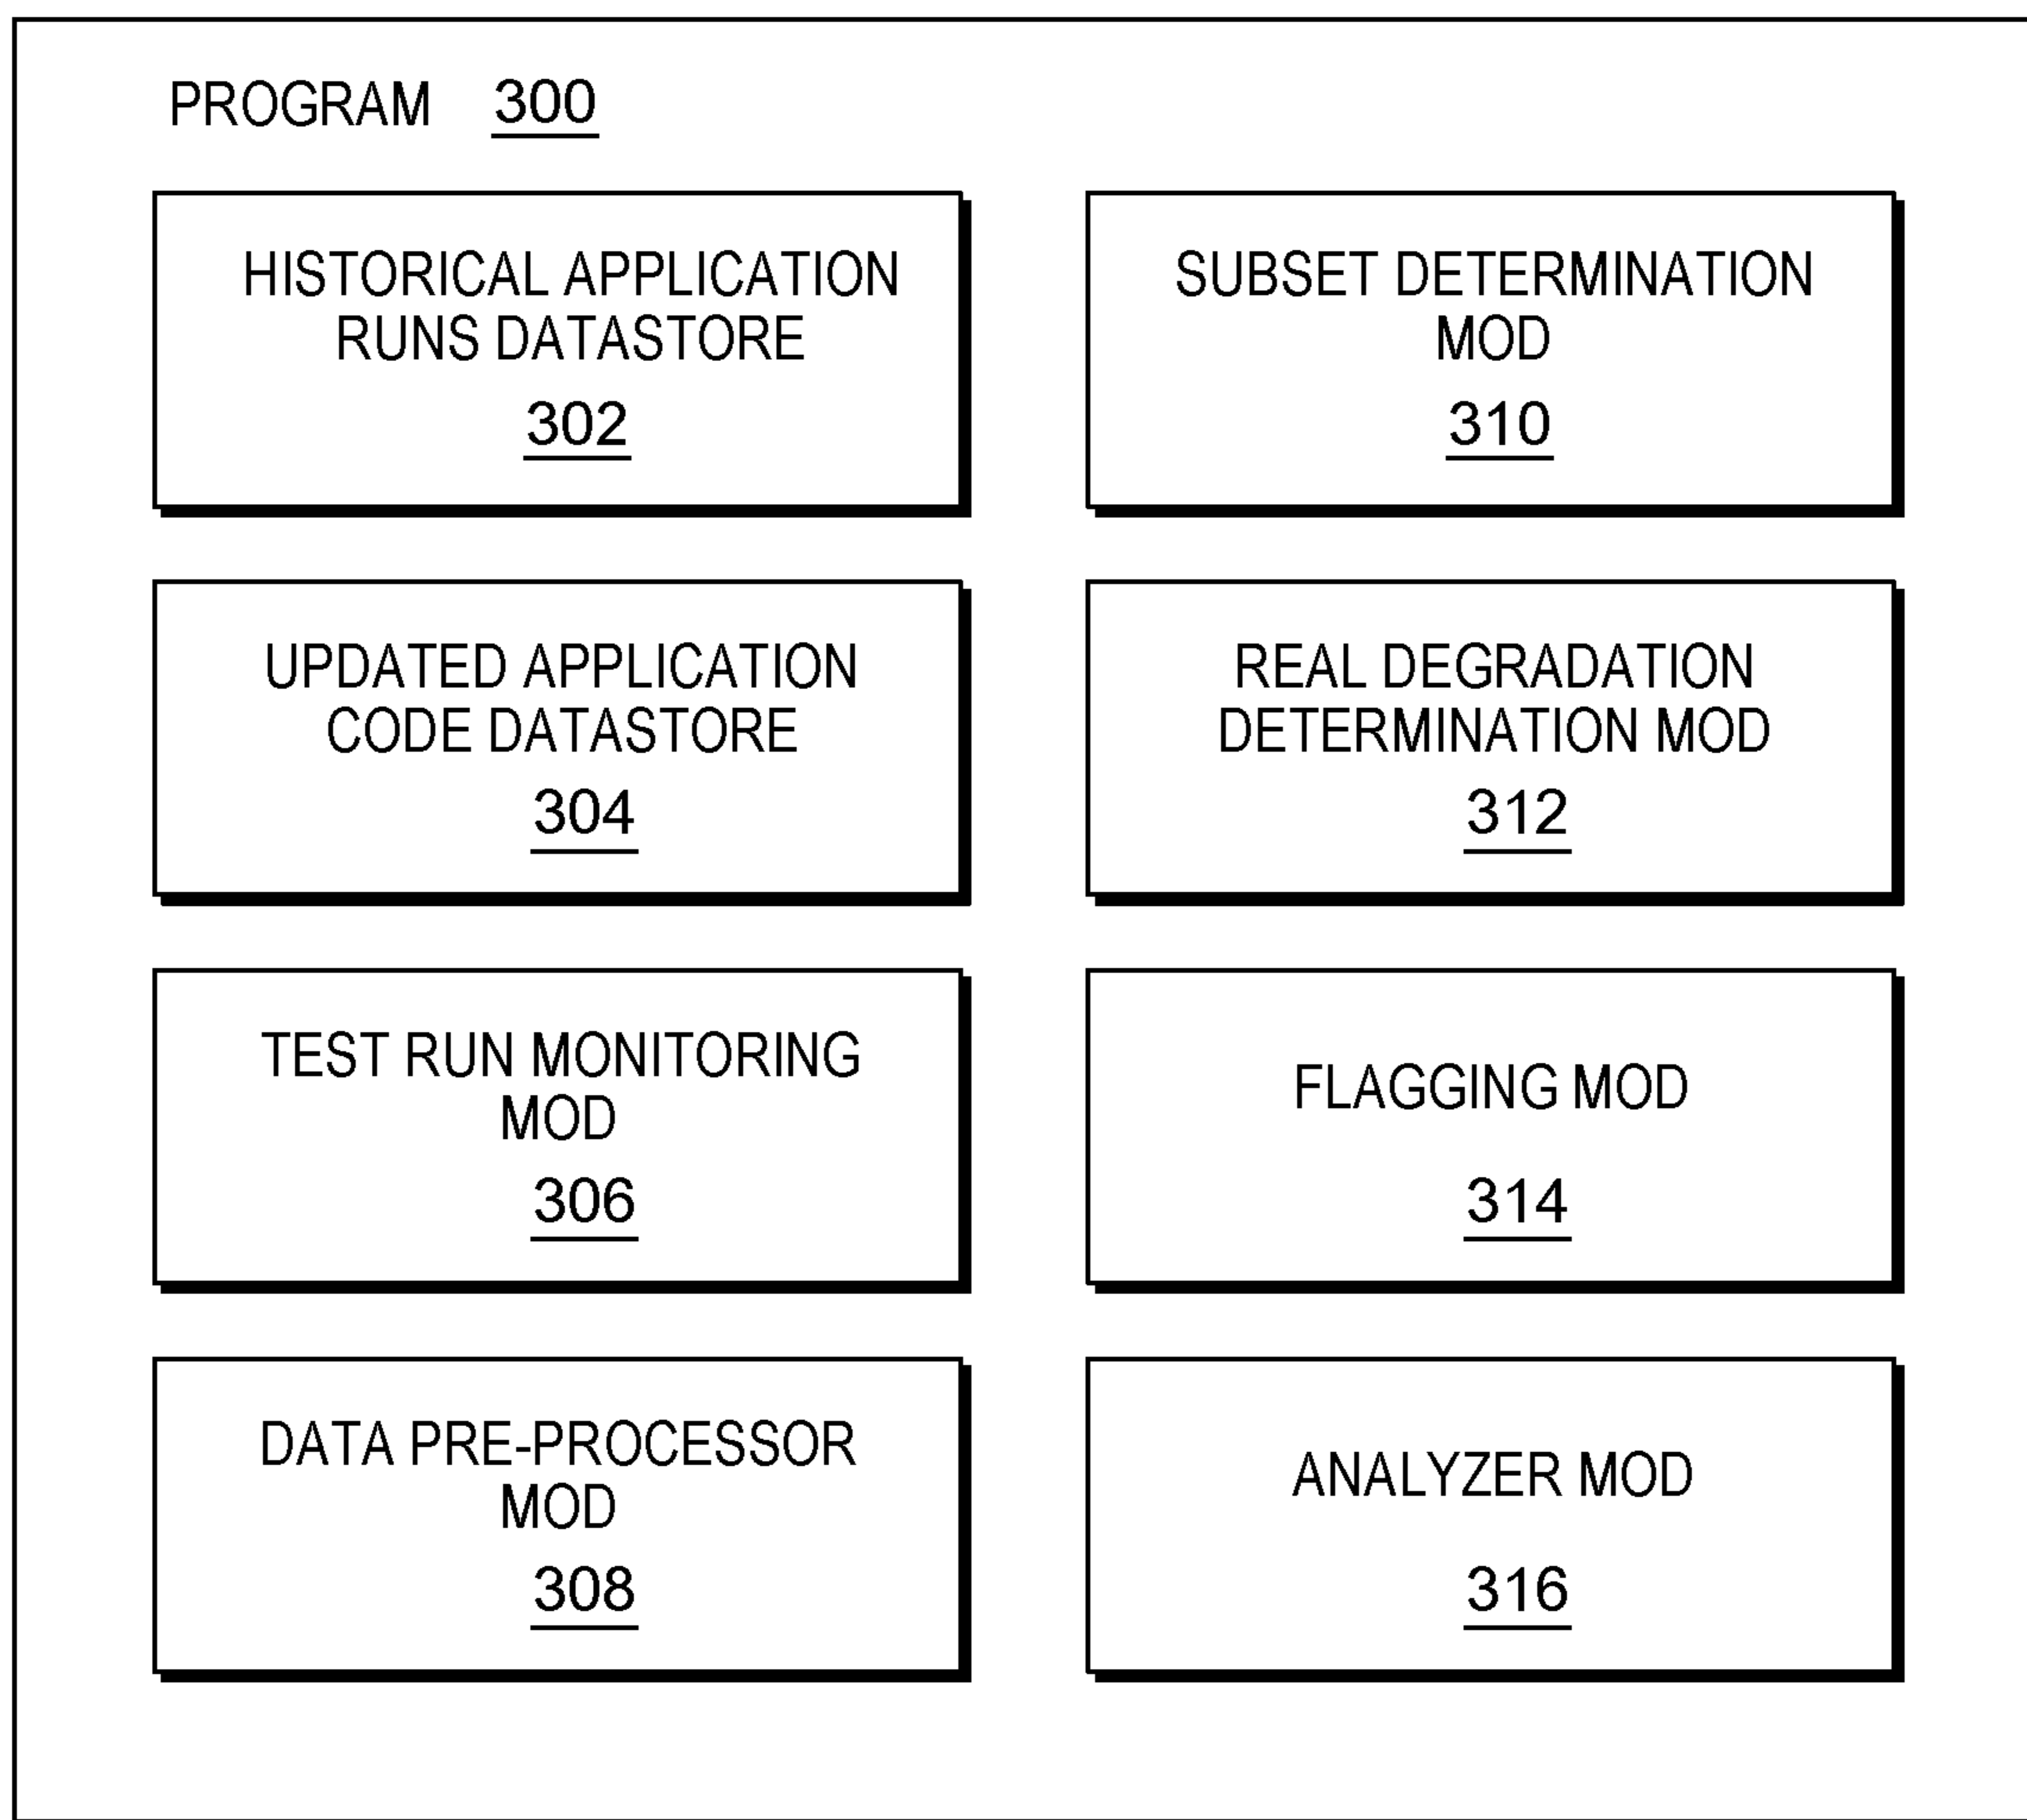 PROGRAM 300
HISTORICAL APPLICATION
RUNS DATASTORE
302
UPDATED APPLICATION
CODE DATASTORE
304
TEST RUN MONITORING
MOD
306
DATA PRE-PROCESSOR
MOD
308
SUBSET DETERMINATION
MOD
310
REAL DEGRADATION
DETERMINATION MOD
312
FLAGGING MOD
314
ANALYZER MOD
316